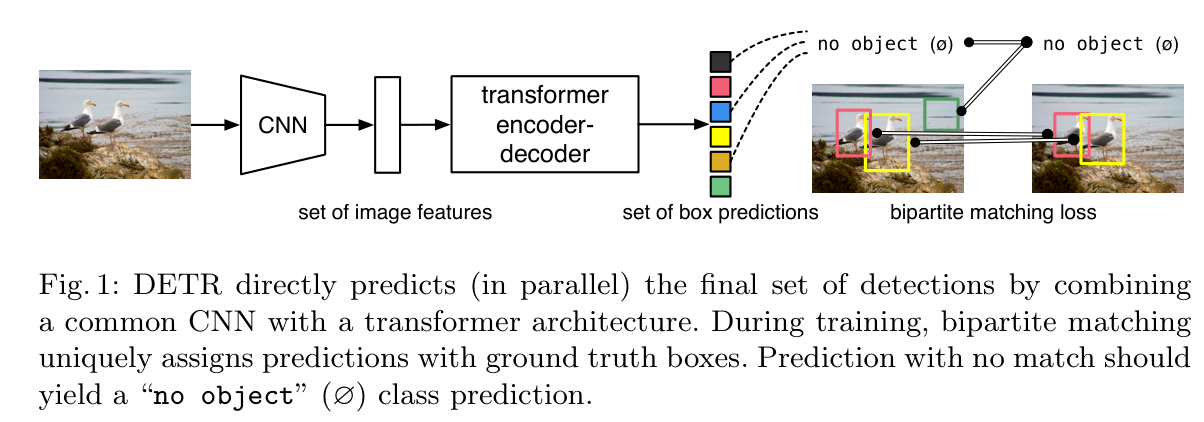 no object (ø) no object (ø)
CNN
transformer
encoder-
decoder
set of image features
set of box predictions
bipartite matching loss
Fig. 1: DETR directly predicts (in parallel) the final set of detections by combining
a common CNN with a transformer architecture. During training, bipartite matching
uniquely assigns predictions with ground truth boxes. Prediction with no match should
yield a “no object” (∅) class prediction.